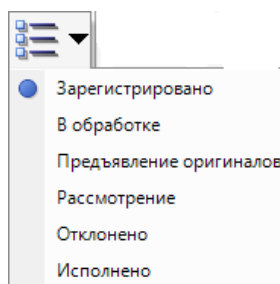 Зарегистрировано
В обработке
Предъявление оригиналов
Рассмотрение
Отклонено
Исполнено